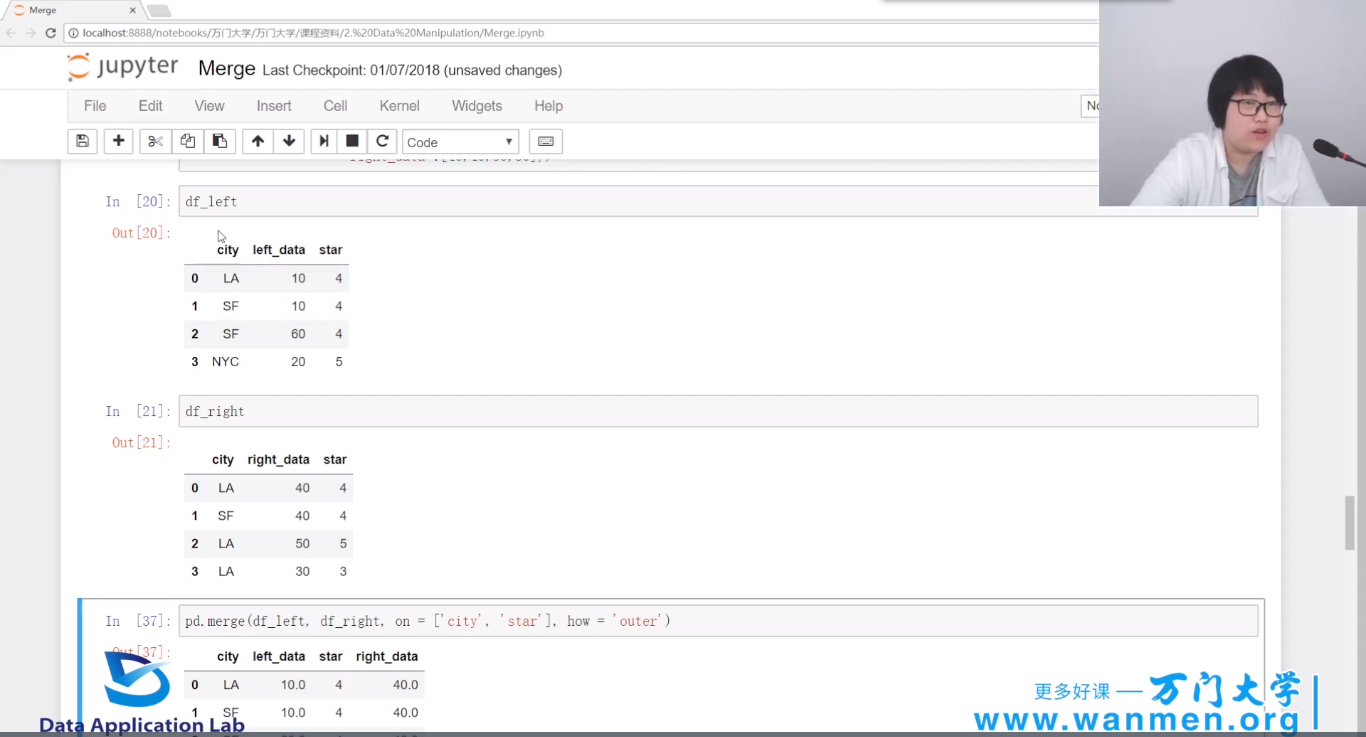 Merge
localhost:8888/notebooks/万门大学/万门大学/课程资料/2.%20Data%20Manipulation/Merge.ipynb
jupyter Merge Last Checkpoint: 01/07/2018 (unsaved changes)
File Edit View Insert Cell Kernel Widgets Help
Code
In [20]: df_left
Out[20]:
city left_data star
0 LA 10 4
1 SF 10 4
2 SF 60 4
3 NYC 20 5
In [21]: df_right
Out[21]:
city right_data star
0 LA 40 4
1 SF 40 4
2 LA 50 5
3 LA 30 3
In [37]: pd.merge(df_left, df_right, on = ['city', 'star'], how = 'outer')
Out[37]:
city left_data star right_data
0 LA 10.0 4 40.0
1 SF 10.0 4 40.0
Data Application Lab
更多好课 — 万门大学
www.wanmen.org